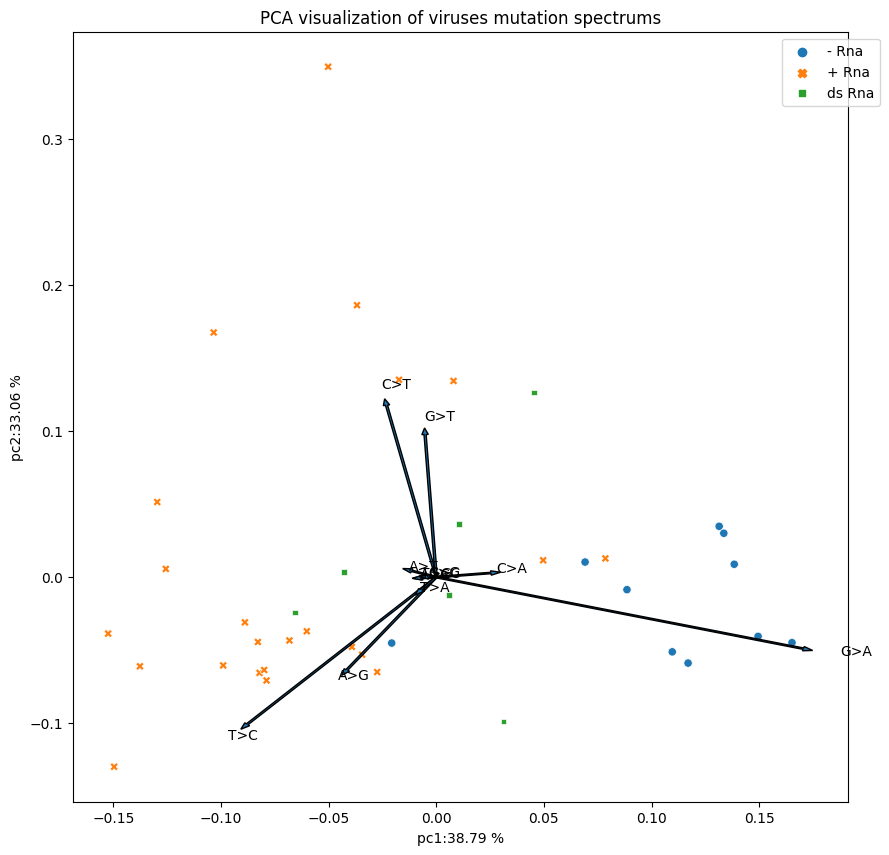 PCA visualization of viruses mutation spectrums
- Rna
+ Rna
ds Rna
0.3
0.2
0.1
0.0
−0.1
pc2:33.06 %
C>T
G>T
A>T
C>A
T>A
G>A
A>G
T>C
−0.15
−0.10
−0.05
0.00
0.05
0.10
0.15
pc1:38.79 %